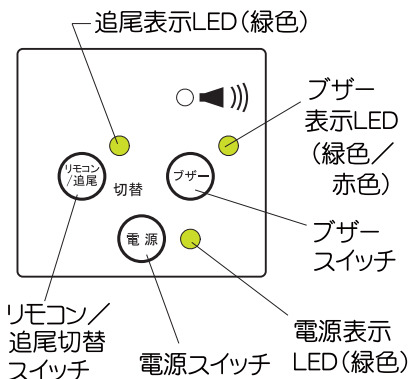 追尾表示LED(緑色)
ブザー
表示LED
(緑色/
赤色)
リモコン
/追尾
切替
ブザー
電源
ブザー
スイッチ
リモコン/
追尾切替
スイッチ
電源スイッチ
電源表示
LED(緑色)